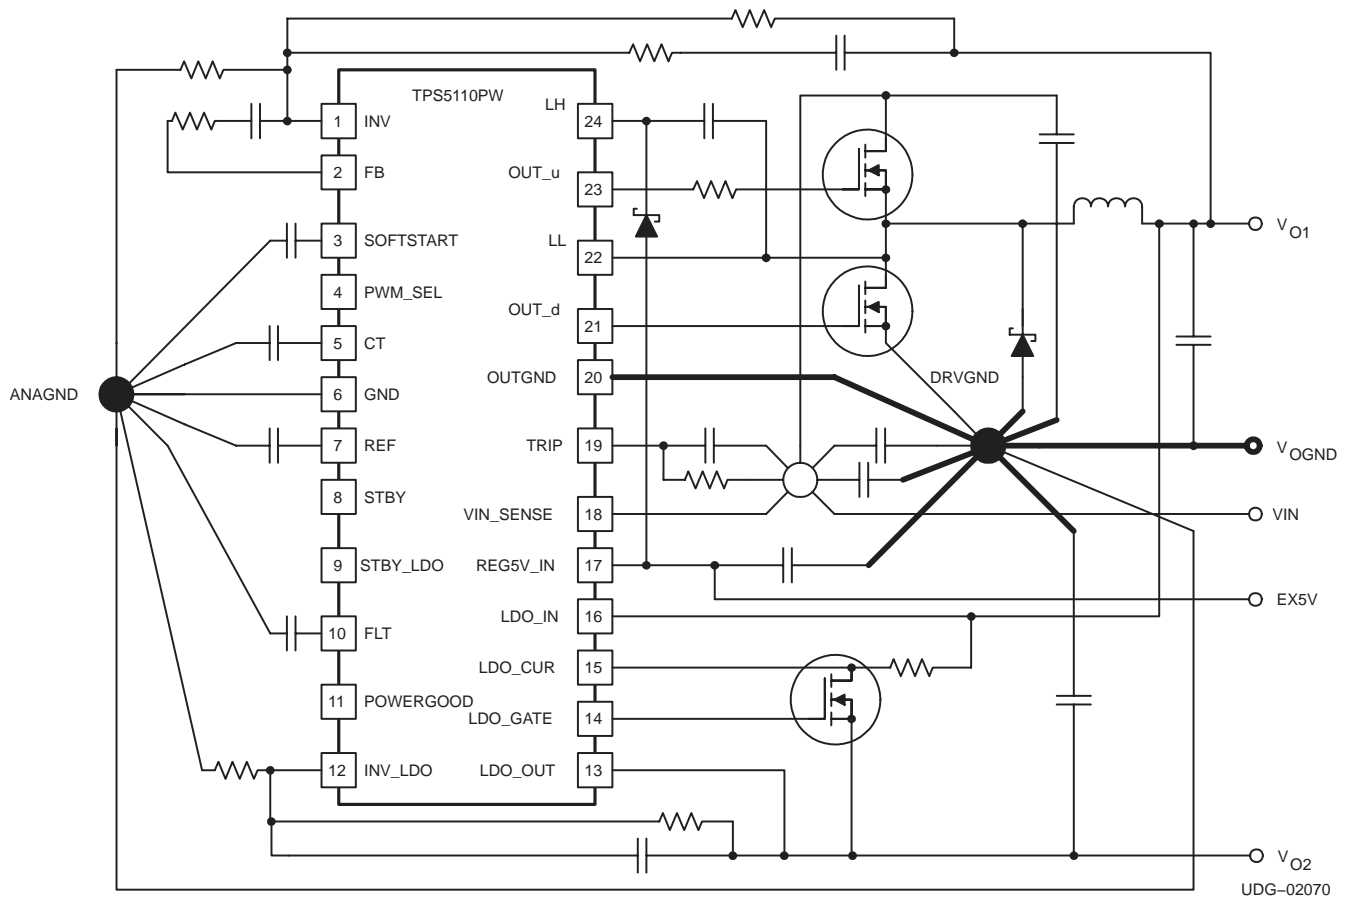 TPS5110PW
1 INV
2 FB
3 SOFTSTART
4 PWM_SEL
5 CT
6 GND
7 REF
8 STBY
9 STBY_LDO
10 FLT
11 POWERGOOD
12 INV_LDO
LH 24
OUT_u 23
LL 22
OUT_d 21
OUTGND 20
TRIP 19
VIN_SENSE 18
REG5V_IN 17
LDO_IN 16
LDO_CUR 15
LDO_GATE 14
LDO_OUT 13
ANAGND
DRVGND
VO1
VOGND
VIN
EX5V
VO2
UDG–02070